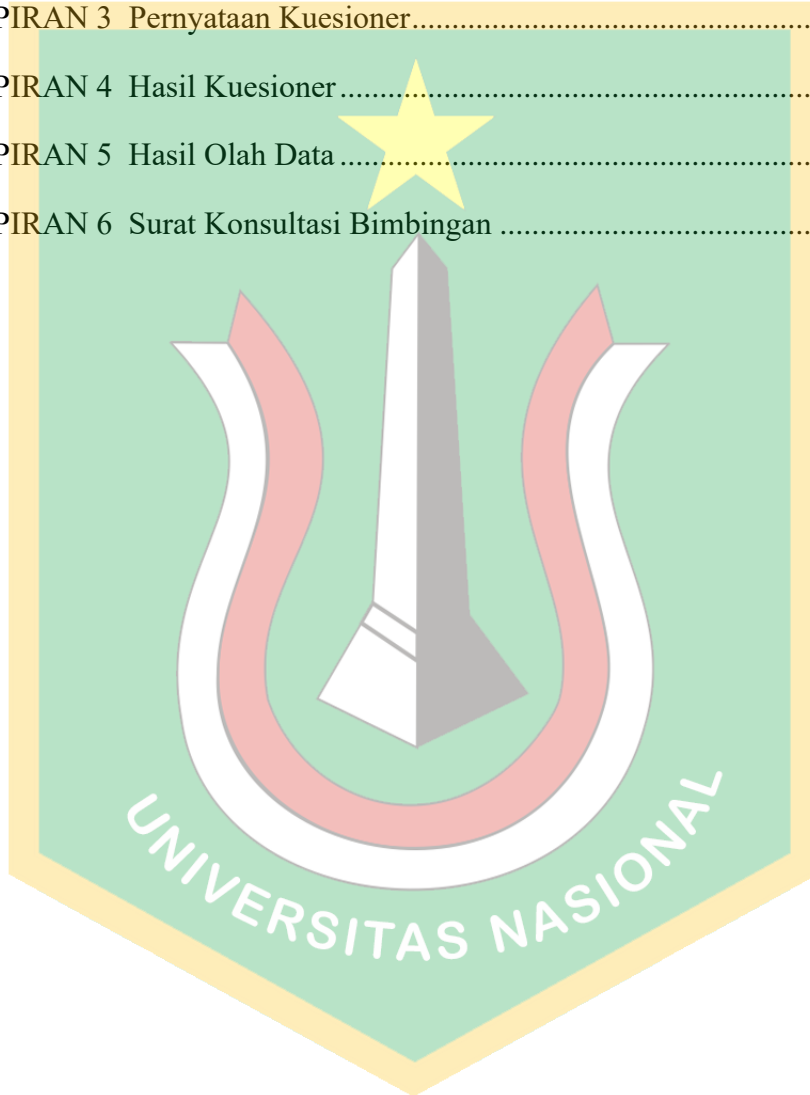 PIRAN 3 Pernyataan Kuesioner..........................................................
PIRAN 4 Hasil Kuesioner..........................................................
PIRAN 5 Hasil Olah Data..........................................................
PIRAN 6 Surat Konsultasi Bimbingan......................................
UNIVERSITAS NASIONAL